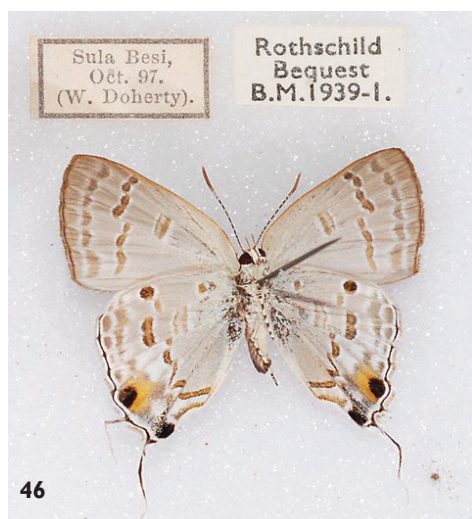 Sula Besi,
Oct. 97.
(W. Doherty).
Rothschild
Bequest
B.M.1939-1.
46